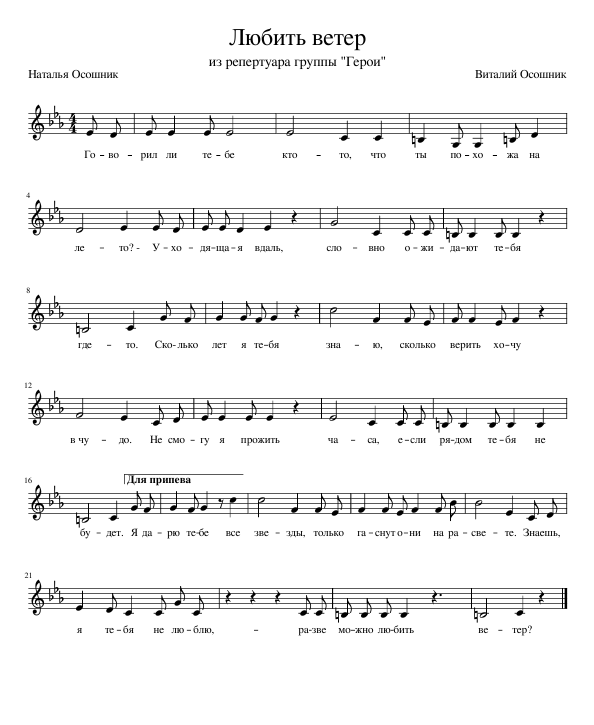 Любить ветер
из репертуара группы "Герои"
Наталья Осошник Виталий Осошник
4 4
Го-во-рил ли те-бе кто-то, что ты по-хо-жа на
4
ле-то?- У-хо-дя-ща-я вдаль, сло-вно о-жи-дают те-бя
8
где-то. Ско-лько лет я те-бя зна-ю, сколько верить хо-чу
12
в чу-до. Не смо-гу я прожить ча-са, е-сли ря-дом те-бя не
16
Для припева
бу-дет. Я да-рю те-бе все зве-зды, только га-снут о-ни на ра-све-те. Знаешь,
21
я те-бя не лю-блю, - ра-зве мо-жно лю-бить ве-тер?